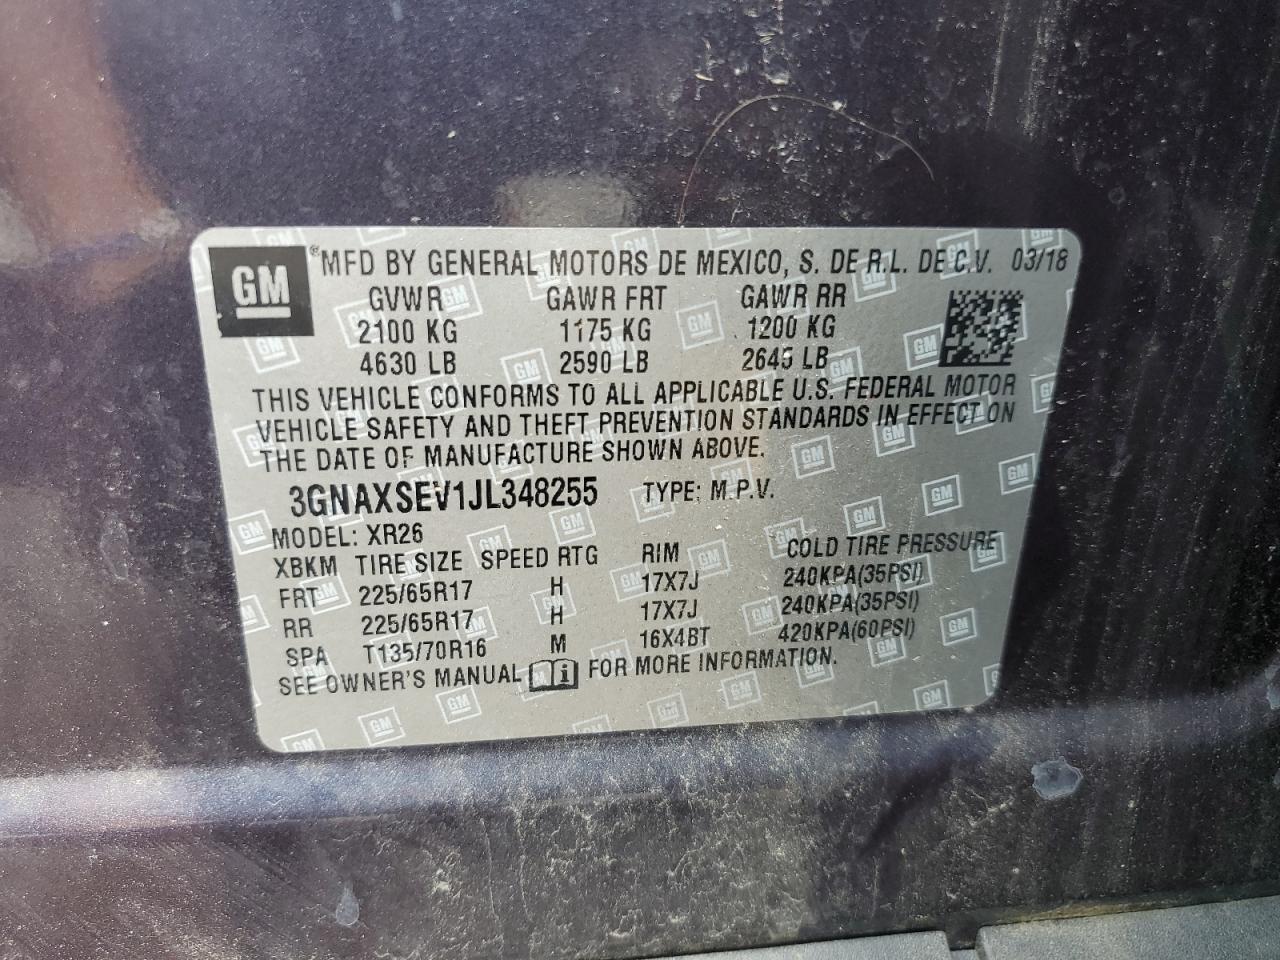 GM ® MFD BY GENERAL MOTORS DE MEXICO, S. DE R.L. DE C.V. 03/18
GVWR GAWR FRT GAWR RR
2100 KG 1175 KG 1200 KG
4630 LB 2590 LB 2645 LB
THIS VEHICLE CONFORMS TO ALL APPLICABLE U.S. FEDERAL MOTOR
VEHICLE SAFETY AND THEFT PREVENTION STANDARDS IN EFFECT ON
THE DATE OF MANUFACTURE SHOWN ABOVE.
3GNAXSEV1JL348255 TYPE: M.P.V.
MODEL: XR26
XBKM TIRE SIZE SPEED RTG RIM COLD TIRE PRESSURE
FRT 225/65R17 H 17X7J 240KPA(35PSI)
RR 225/65R17 H 17X7J 240KPA(35PSI)
SPA T135/70R16 M 16X4BT 420KPA(60PSI)
SEE OWNER'S MANUAL i FOR MORE INFORMATION.